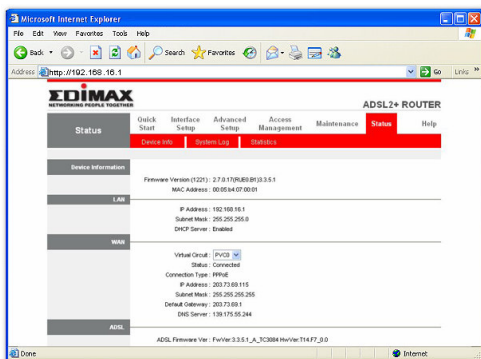 Microsoft Internet Explorer
File Edit View Favorites Tools Help
Back Search Favorites
Address http://192.168.16.1 Go Links »
EDIMAX
NETWORKING PEOPLE TOGETHER
ADSL2+ ROUTER
Status
Quick Start
Interface Setup
Advanced Setup
Access Management
Maintenance
Status
Help
Device Info System Log Statistics
Device Information
Firmware Version (1221) : 2.7.0.17(RUE0.B1)3.3.5.1
MAC Address : 00:05:b4:07:00:01
LAN
IP Address : 192.168.16.1
Subnet Mask : 255.255.255.0
DHCP Server : Enabled
WAN
Virtual Circuit : PVC0
Status : Connected
Connection Type : PPPoE
IP Address : 203.73.69.115
Subnet Mask : 255.255.255.255
Default Gateway : 203.73.69.1
DNS Server : 139.175.55.244
ADSL
ADSL Firmware Ver : FwVer:3.3.5.1_A_TC3084 HwVer:T14.F7_0.0
Done Internet